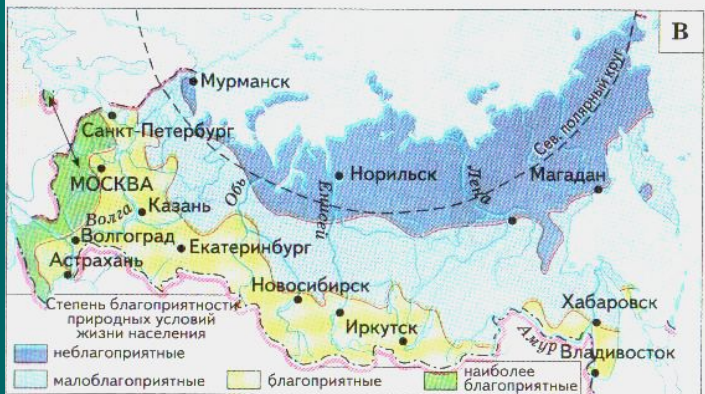 В
Мурманск
Сев. полярный круг
Санкт-Петербург
Норильск
Лена
Магадан
МОСКВА
Обь
Енисей
Волга
Казань
Волгоград
Екатеринбург
Астрахань
Новосибирск
Хабаровск
Иркутск
Амур
Владивосток
Степень благоприятности
природных условий
жизни населения
неблагоприятные
малоблагоприятные
благоприятные
наиболее
благоприятные